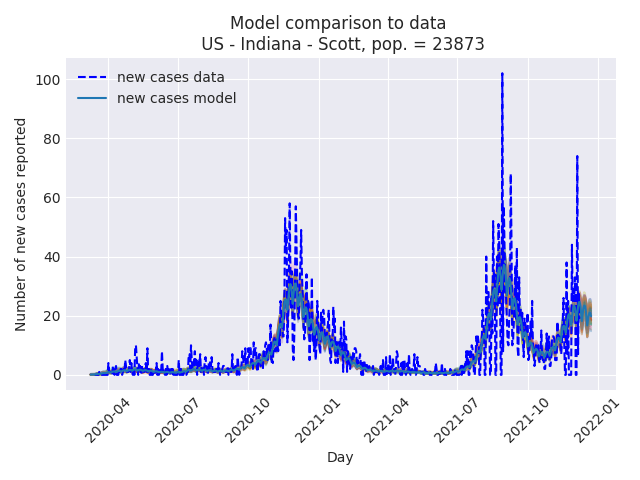 Model comparison to data
US - Indiana - Scott, pop. = 23873
new cases data
new cases model
Number of new cases reported
100
80
60
40
20
0
2020-04
2020-07
2020-10
2021-01
2021-04
2021-07
2021-10
2022-01
Day